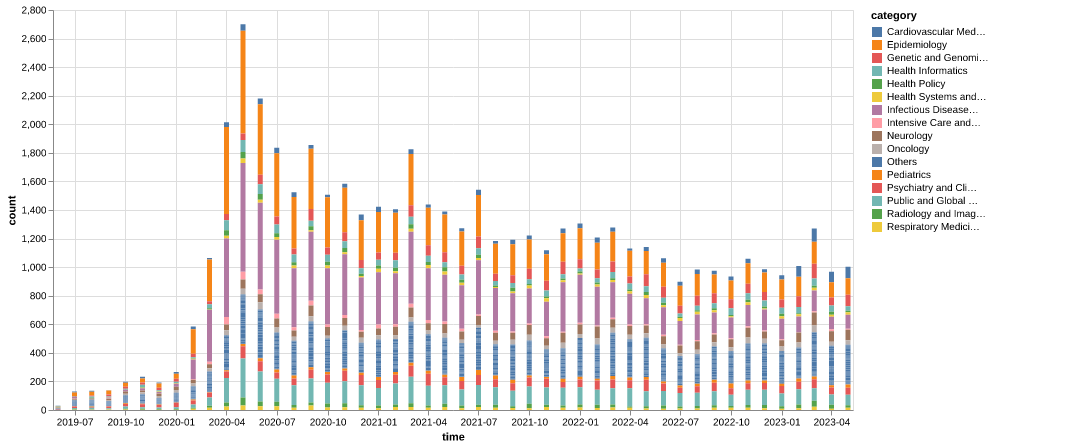 2,800
2,600
2,400
2,200
2,000
1,800
1,600
1,400
1,200
1,000
800
600
400
200
0
count
2019-07 2019-10 2020-01 2020-04 2020-07 2020-10 2021-01 2021-04 2021-07 2021-10 2022-01 2022-04 2022-07 2022-10 2023-01 2023-04
time
category
Cardiovascular Med…
Epidemiology
Genetic and Genomi…
Health Informatics
Health Policy
Health Systems and…
Infectious Disease…
Intensive Care and…
Neurology
Oncology
Others
Pediatrics
Psychiatry and Cli…
Public and Global …
Radiology and Imag…
Respiratory Medici…